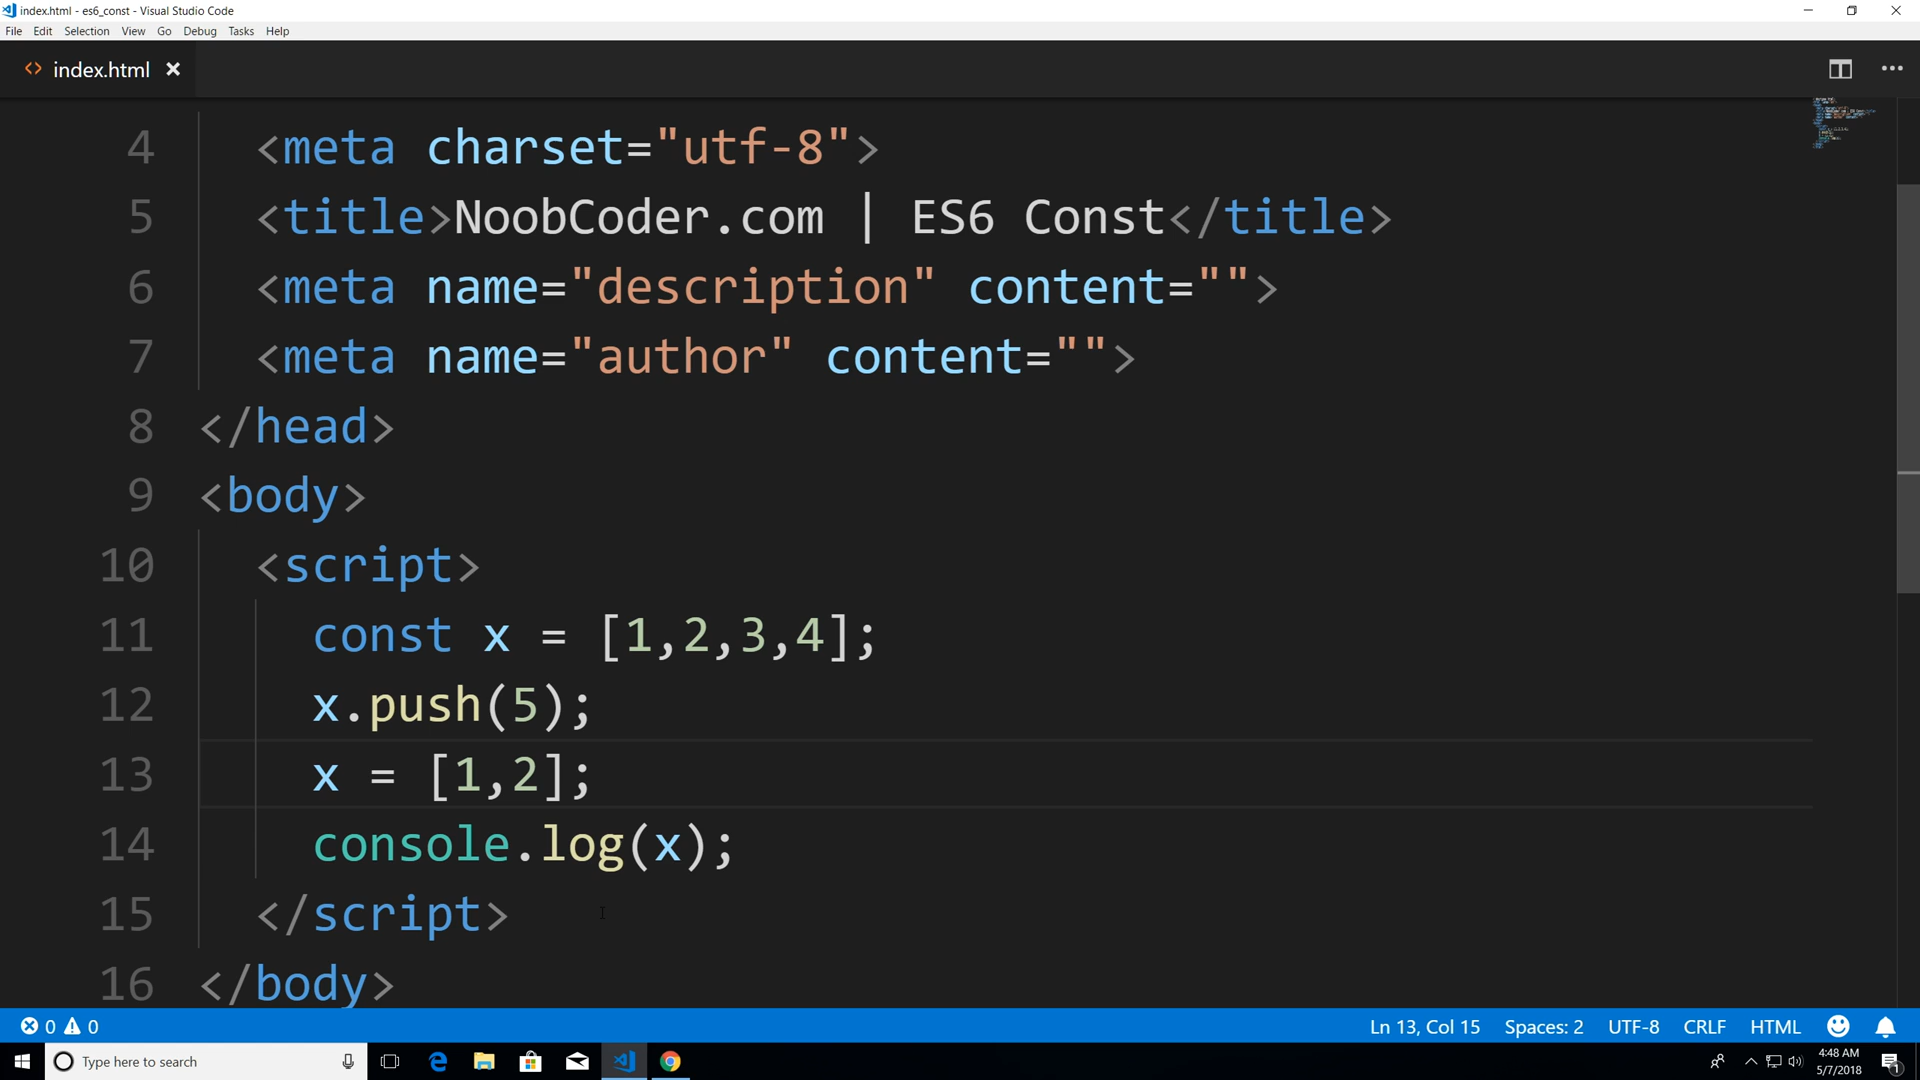 index.html - es6_const - Visual Studio Code
File Edit Selection View Go Debug Tasks Help
<> index.html ×
4 <meta charset="utf-8">
5 <title>NoobCoder.com | ES6 Const</title>
6 <meta name="description" content="">
7 <meta name="author" content="">
8 </head>
9 <body>
10 <script>
11 const x = [1,2,3,4];
12 x.push(5);
13 x = [1,2];
14 console.log(x);
15 </script>
16 </body>
0 0 Ln 13, Col 15 Spaces: 2 UTF-8 CRLF HTML
Type here to search
4:48 AM
5/7/2018
1